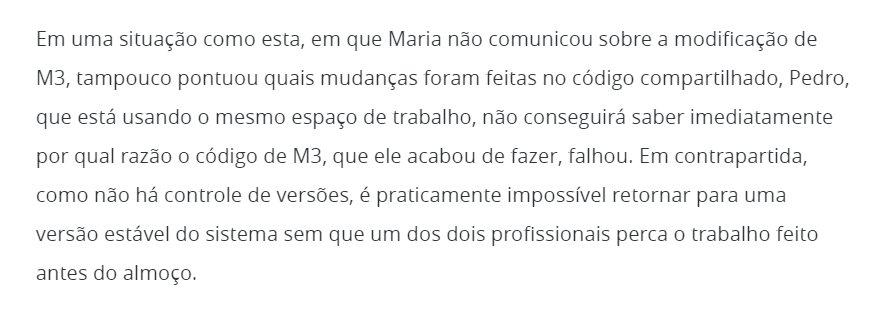 Em uma situação como esta, em que Maria não comunicou sobre a modificação de
M3, tampouco pontuou quais mudanças foram feitas no código compartilhado, Pedro,
que está usando o mesmo espaço de trabalho, não conseguirá saber imediatamente
por qual razão o código de M3, que ele acabou de fazer, falhou. Em contrapartida,
como não há controle de versões, é praticamente impossível retornar para uma
versão estável do sistema sem que um dos dois profissionais perca o trabalho feito
antes do almoço.